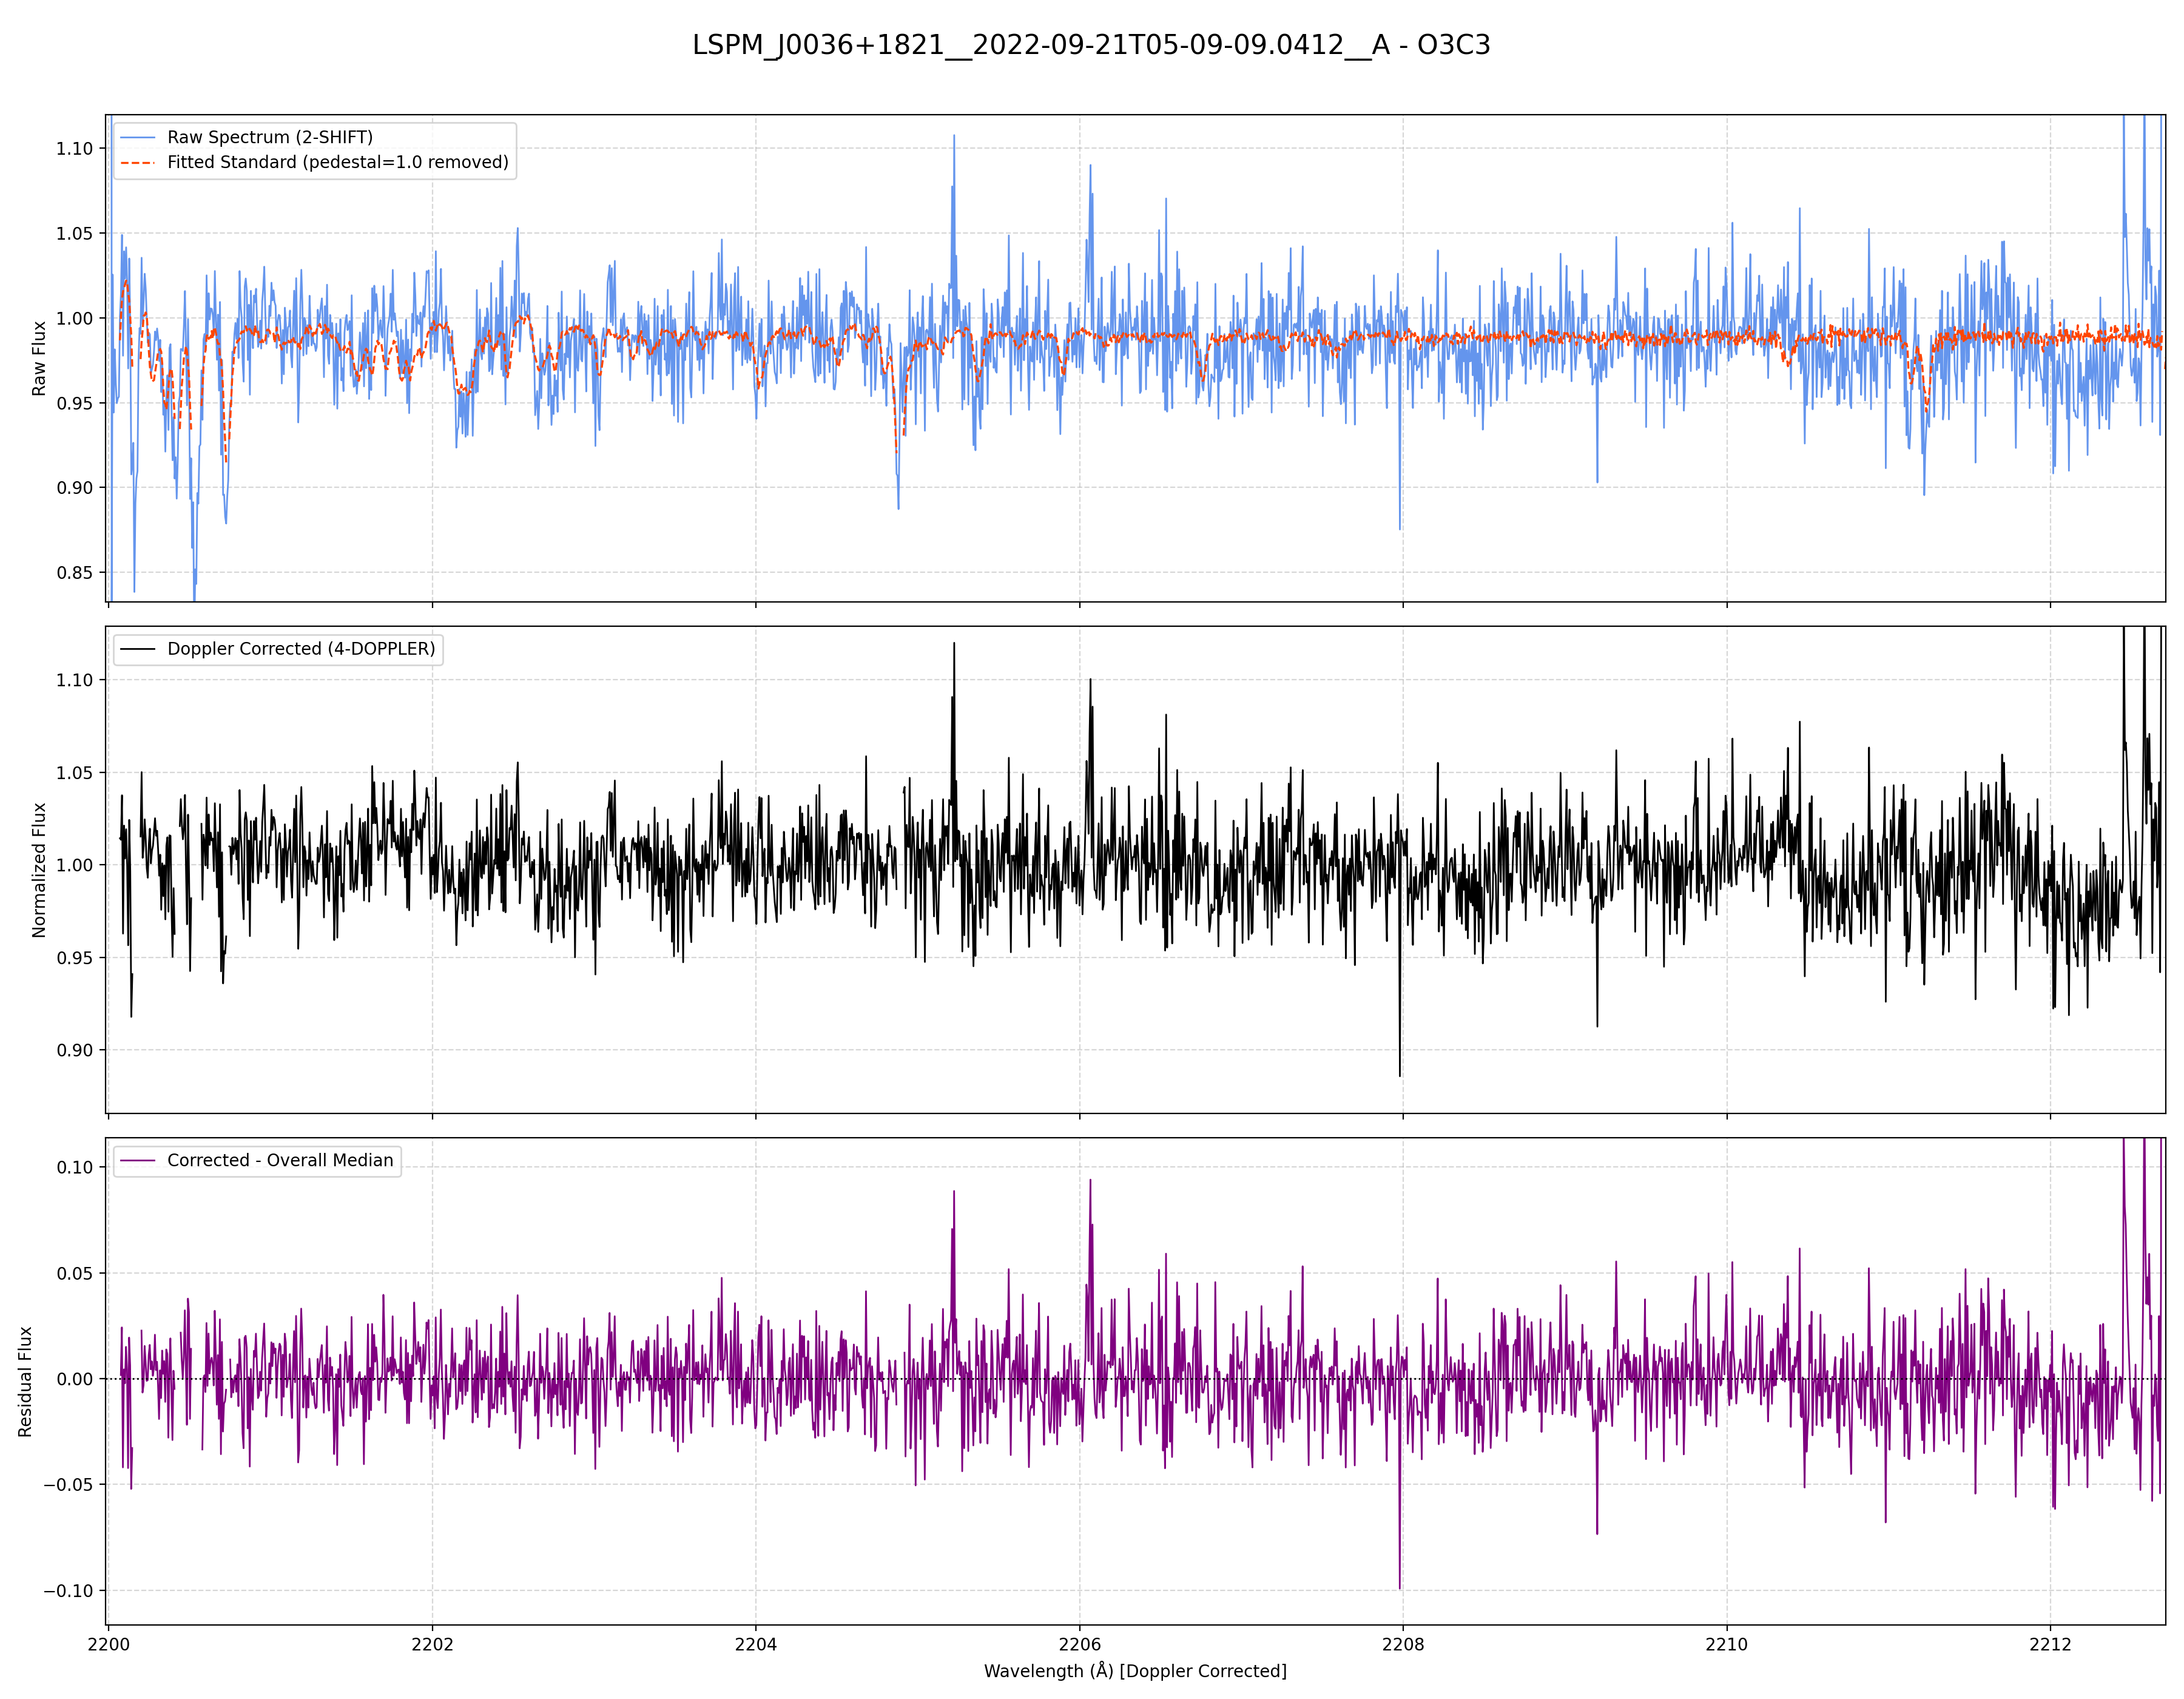 LSPM_J0036+1821__2022-09-21T05-09-09.0412__A - O3C3
Raw Spectrum (2-SHIFT)
Fitted Standard (pedestal=1.0 removed)
1.10
1.05
1.00
0.95
0.90
0.85
Raw Flux
Doppler Corrected (4-DOPPLER)
1.10
1.05
1.00
0.95
0.90
Normalized Flux
Corrected - Overall Median
0.10
0.05
0.00
−0.05
−0.10
Residual Flux
2200 2202 2204 2206 2208 2210 2212
Wavelength (Å) [Doppler Corrected]